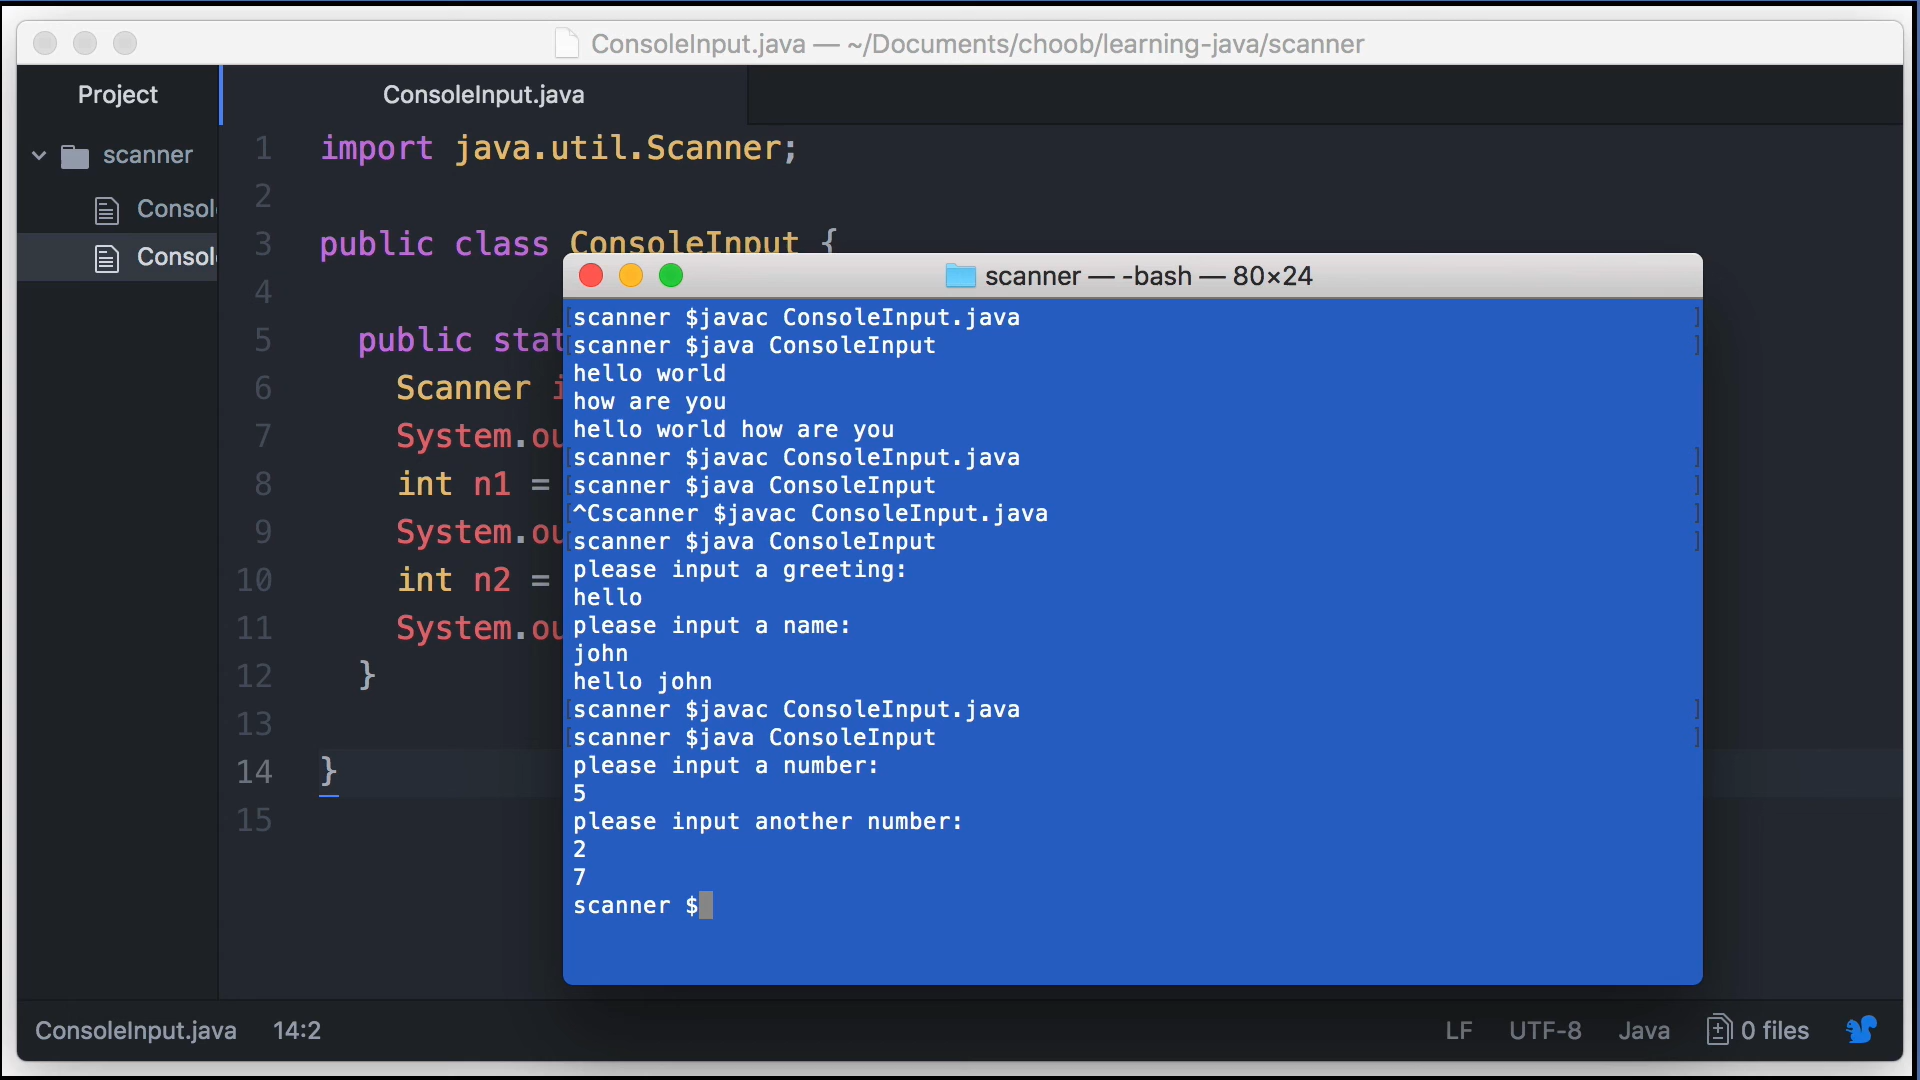 ConsoleInput.java — ~/Documents/choob/learning-java/scanner
Project
ConsoleInput.java
scanner
Consol
Consol
1 import java.util.Scanner;
2
3 public class ConsoleInput {
4
5 public stat
6 Scanner i
7 System.ou
8 int n1 =
9 System.ou
10 int n2 =
11 System.ou
12 }
13
14 }
15
scanner — -bash — 80×24
scanner $javac ConsoleInput.java
scanner $java ConsoleInput
hello world
how are you
hello world how are you
scanner $javac ConsoleInput.java
scanner $java ConsoleInput
^Cscanner $javac ConsoleInput.java
scanner $java ConsoleInput
please input a greeting:
hello
please input a name:
john
hello john
scanner $javac ConsoleInput.java
scanner $java ConsoleInput
please input a number:
5
please input another number:
2
7
scanner $
ConsoleInput.java 14:2 LF UTF-8 Java 0 files